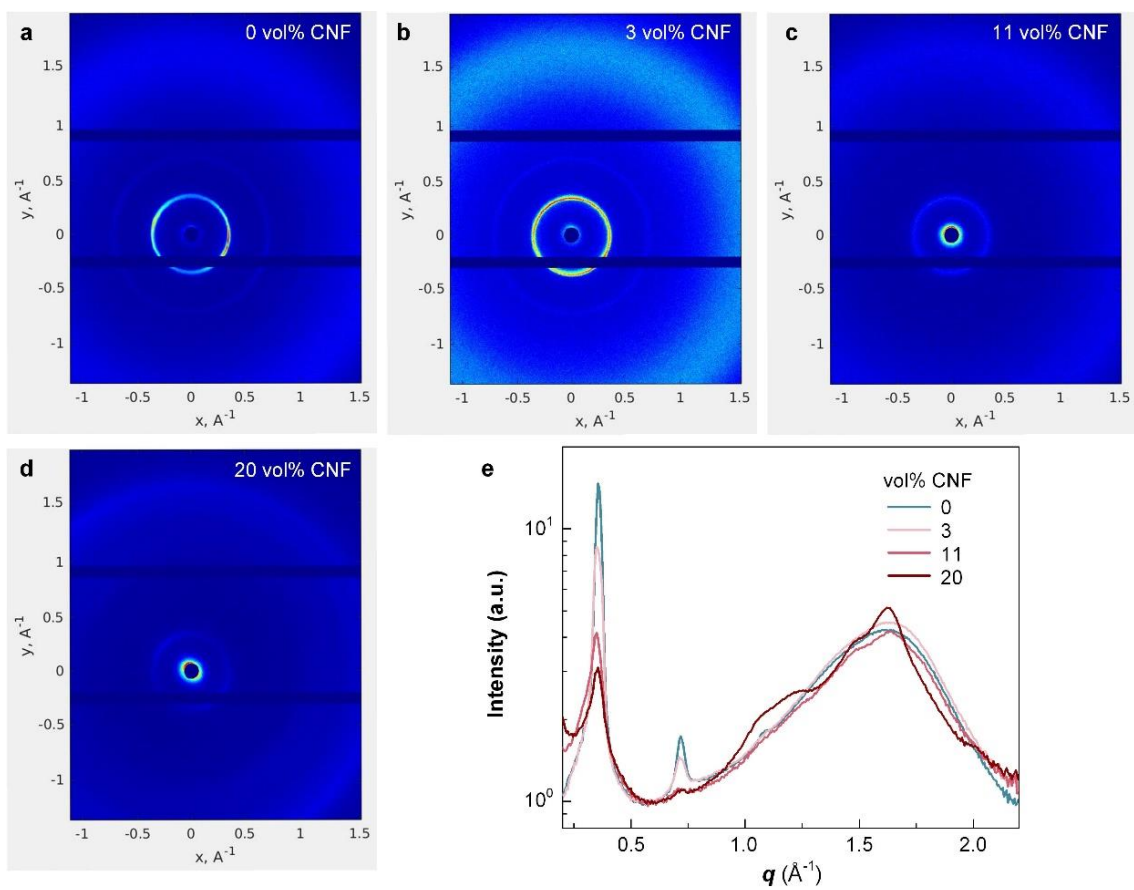 a
0 vol% CNF
1.5
1
0.5
0
-0.5
-1
y, A⁻¹
-1 -0.5 0 0.5 1 1.5
x, A⁻¹
b
3 vol% CNF
1.5
1
0.5
0
-0.5
-1
y, A⁻¹
-1 -0.5 0 0.5 1 1.5
x, A⁻¹
c
11 vol% CNF
1.5
1
0.5
0
-0.5
-1
y, A⁻¹
-1 -0.5 0 0.5 1 1.5
x, A⁻¹
d
20 vol% CNF
1.5
1
0.5
0
-0.5
-1
y, A⁻¹
-1 -0.5 0 0.5 1 1.5
x, A⁻¹
e
vol% CNF
0
3
11
20
10¹
10⁰
Intensity (a.u.)
0.5 1.0 1.5 2.0
q (Å⁻¹)